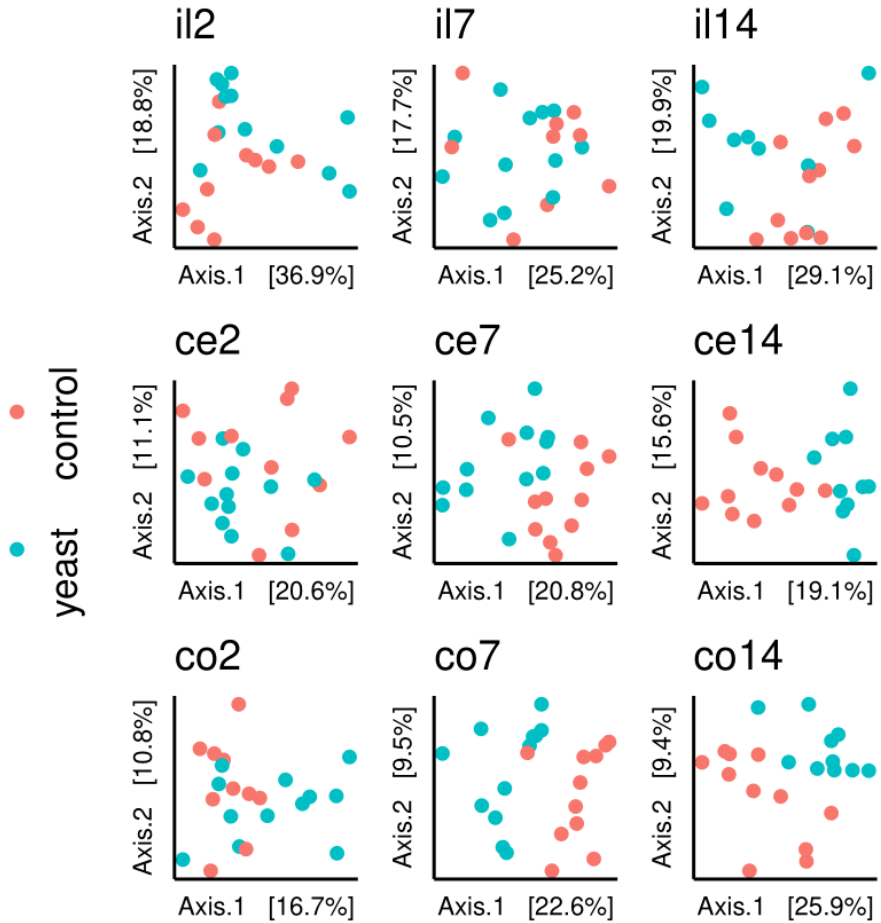 il2
Axis.2 [18.8%]
Axis.1 [36.9%]
il7
Axis.2 [17.7%]
Axis.1 [25.2%]
il14
Axis.2 [19.9%]
Axis.1 [29.1%]
control
yeast
ce2
Axis.2 [11.1%]
Axis.1 [20.6%]
ce7
Axis.2 [10.5%]
Axis.1 [20.8%]
ce14
Axis.2 [15.6%]
Axis.1 [19.1%]
co2
Axis.2 [10.8%]
Axis.1 [16.7%]
co7
Axis.2 [9.5%]
Axis.1 [22.6%]
co14
Axis.2 [9.4%]
Axis.1 [25.9%]